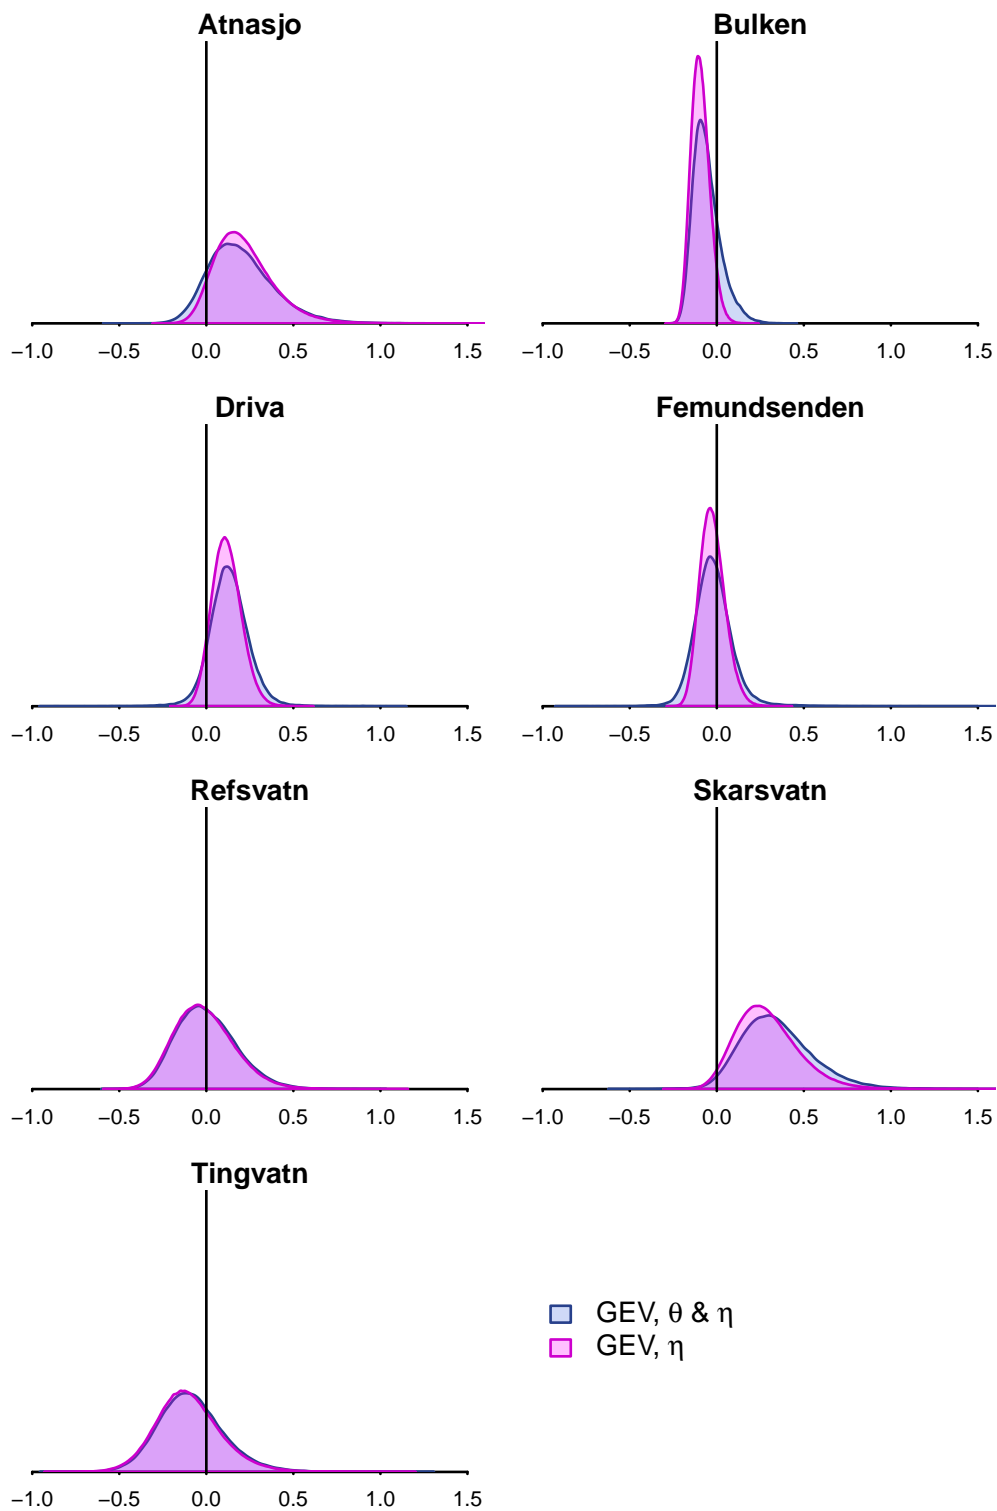 Atnasjo Bulken
−1.0 −0.5 0.0 0.5 1.0 1.5 −1.0 −0.5 0.0 0.5 1.0 1.5
Driva Femundsenden
−1.0 −0.5 0.0 0.5 1.0 1.5 −1.0 −0.5 0.0 0.5 1.0 1.5
Refsvatn Skarsvatn
−1.0 −0.5 0.0 0.5 1.0 1.5 −1.0 −0.5 0.0 0.5 1.0 1.5
Tingvatn
GEV, θ & η
GEV, η
−1.0 −0.5 0.0 0.5 1.0 1.5